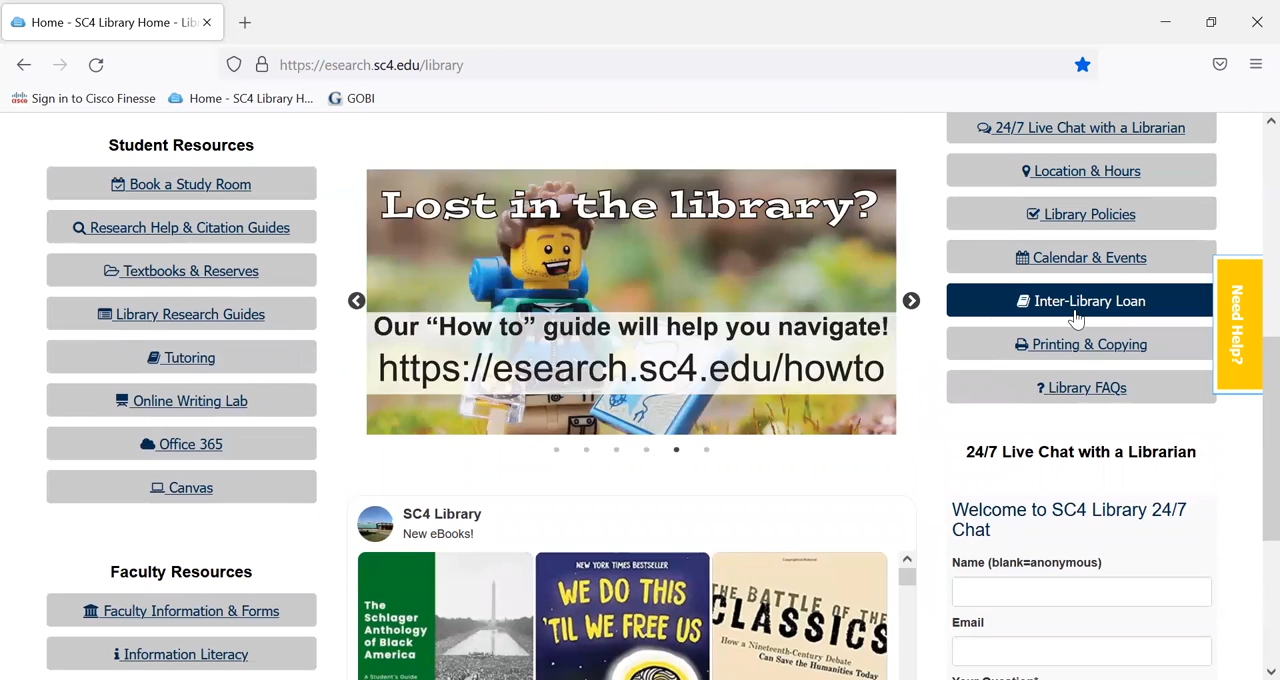 Home - SC4 Library Home - Lib
https://esearch.sc4.edu/library
Sign in to Cisco Finesse
Home - SC4 Library H...
GOBI
Student Resources
Book a Study Room
Research Help & Citation Guides
Textbooks & Reserves
Library Research Guides
Tutoring
Online Writing Lab
Office 365
Canvas
Faculty Resources
Faculty Information & Forms
Information Literacy
Lost in the library?
Our “How to” guide will help you navigate!
https://esearch.sc4.edu/howto
SC4 Library
New eBooks!
The
Schlager
Anthology
of Black
America
A Student's Guide
NEW YORK TIMES BESTSELLER
WE DO THIS
'TIL WE FREE US
THE BATTLE OF THE
CLASSICS
How a Nineteenth-Century Debate
Can Save the Humanities Today
24/7 Live Chat with a Librarian
Location & Hours
Library Policies
Calendar & Events
Inter-Library Loan
Printing & Copying
? Library FAQs
Need Help?
24/7 Live Chat with a Librarian
Welcome to SC4 Library 24/7
Chat
Name (blank=anonymous)
Email
Your Question*